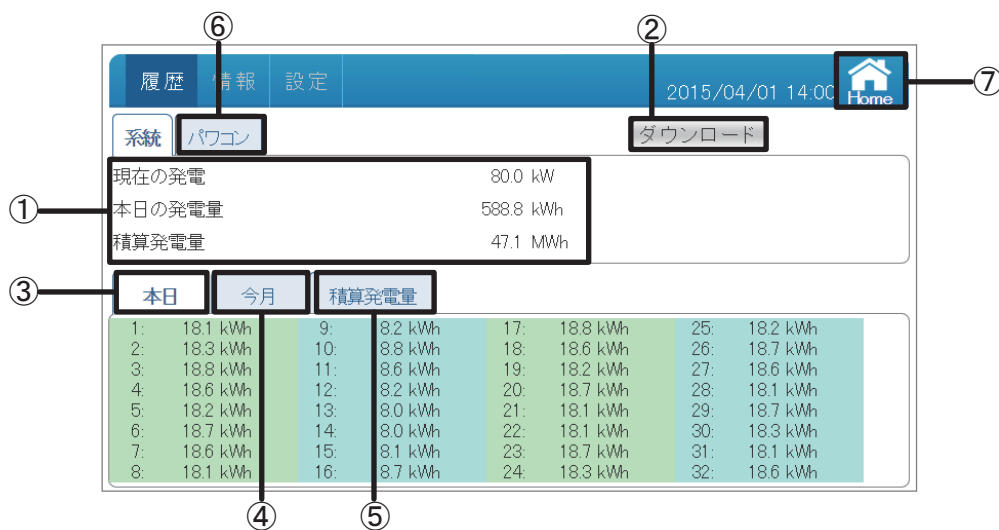 ⑥ ②
履歴 情報 設定 2015/04/01 14:00 Home ⑦
系統 パワコン ダウンロード
① 現在の発電 80.0 kW
本日の発電量 588.8 kWh
積算発電量 47.1 MWh
③ 本日 今月 積算発電量
1: 18.1 kWh 9: 8.2 kWh 17: 18.8 kWh 25: 18.2 kWh
2: 18.3 kWh 10: 8.8 kWh 18: 18.6 kWh 26: 18.7 kWh
3: 18.8 kWh 11: 8.6 kWh 19: 18.2 kWh 27: 18.6 kWh
4: 18.6 kWh 12: 8.2 kWh 20: 18.7 kWh 28: 18.1 kWh
5: 18.2 kWh 13: 8.0 kWh 21: 18.1 kWh 29: 18.7 kWh
6: 18.7 kWh 14: 8.0 kWh 22: 18.1 kWh 30: 18.3 kWh
7: 18.6 kWh 15: 8.1 kWh 23: 18.7 kWh 31: 18.1 kWh
8: 18.1 kWh 16: 8.7 kWh 24: 18.3 kWh 32: 18.6 kWh
④ ⑤